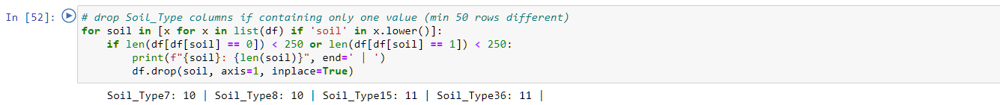 In [52]: # drop Soil_Type columns if containing only one value (min 50 rows different)
for soil in [x for x in list(df) if 'soil' in x.lower()]:
    if len(df[df[soil] == 0]) < 250 or len(df[df[soil] == 1]) < 250:
        print(f"{soil}: {len(soil)}", end=' | ')
        df.drop(soil, axis=1, inplace=True)
Soil_Type7: 10 | Soil_Type8: 10 | Soil_Type15: 11 | Soil_Type36: 11 |